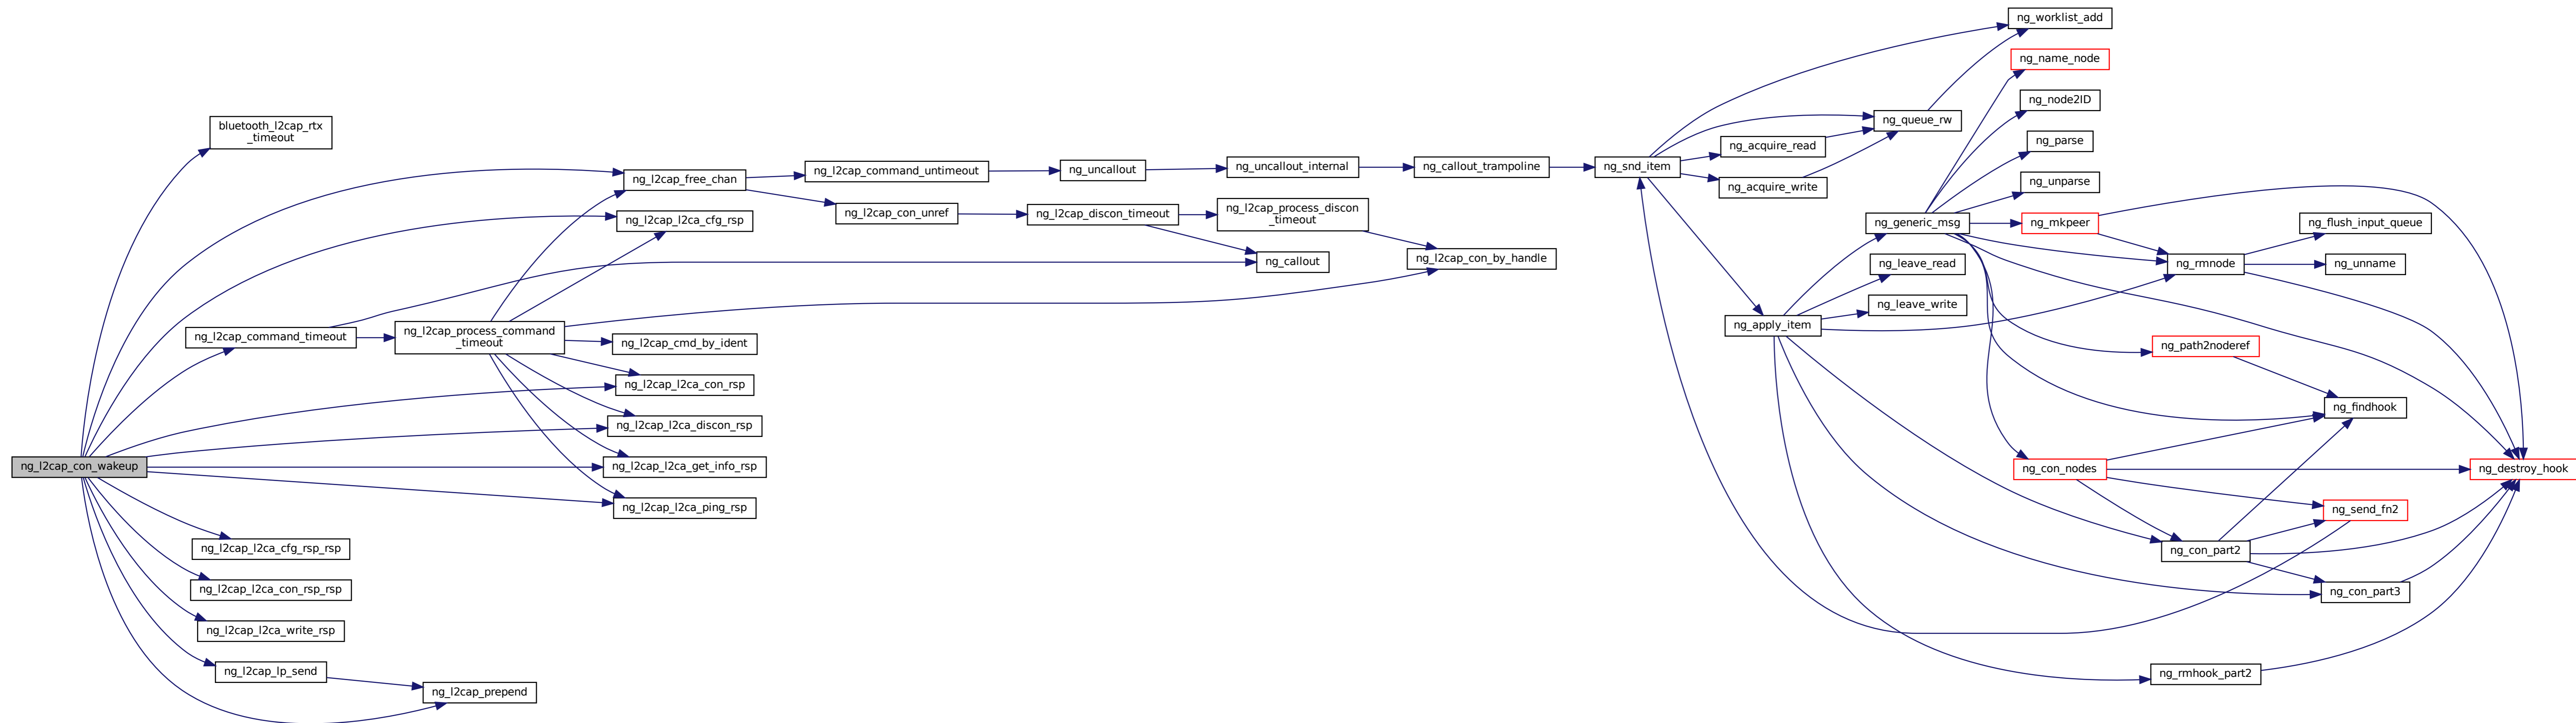 ng_l2cap_con_wakeup
bluetooth_l2cap_rtx
_timeout
ng_l2cap_command_timeout
ng_l2cap_l2ca_cfg_rsp_rsp
ng_l2cap_l2ca_con_rsp_rsp
ng_l2cap_l2ca_write_rsp
ng_l2cap_lp_send
ng_l2cap_process_command
_timeout
ng_l2cap_prepend
ng_l2cap_free_chan
ng_l2cap_l2ca_cfg_rsp
ng_l2cap_cmd_by_ident
ng_l2cap_l2ca_con_rsp
ng_l2cap_l2ca_discon_rsp
ng_l2cap_l2ca_get_info_rsp
ng_l2cap_l2ca_ping_rsp
ng_l2cap_command_untimeout
ng_l2cap_con_unref
ng_uncallout
ng_l2cap_discon_timeout
ng_uncallout_internal
ng_l2cap_process_discon
_timeout
ng_callout
ng_callout_trampoline
ng_l2cap_con_by_handle
ng_snd_item
ng_acquire_read
ng_acquire_write
ng_apply_item
ng_queue_rw
ng_generic_msg
ng_leave_read
ng_leave_write
ng_worklist_add
ng_name_node
ng_node2ID
ng_parse
ng_unparse
ng_mkpeer
ng_con_nodes
ng_rmnode
ng_path2noderef
ng_con_part2
ng_rmhook_part2
ng_flush_input_queue
ng_unname
ng_findhook
ng_send_fn2
ng_con_part3
ng_destroy_hook